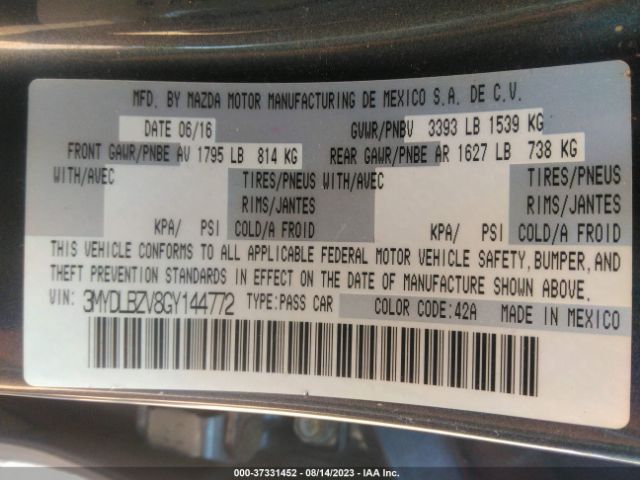 MFD. BY MAZDA MOTOR MANUFACTURING DE MEXICO S.A. DE C.V.
DATE 06/16 GVWR/PNBV 3393 LB 1539 KG
FRONT GAWR/PNBE AV 1795 LB 814 KG REAR GAWR/PNBE AR 1627 LB 738 KG
WITH/AVEC TIRES/PNEUS WITH/AVEC TIRES/PNEUS
RIMS/JANTES RIMS/JANTES
KPA/ PSI COLD/A FROID KPA/ PSI COLD/A FROID
THIS VEHICLE CONFORMS TO ALL APPLICABLE FEDERAL MOTOR VEHICLE SAFETY, BUMPER, AND
THEFT PREVENTION STANDARDS IN EFFECT ON THE DATE OF MANUFACTURE SHOWN ABOVE.
VIN: 3MYDLBZV8GY144772 TYPE:PASS CAR COLOR CODE:42A MADE IN MEXICO
000-37331452 - 08/14/2023 - IAA Inc.